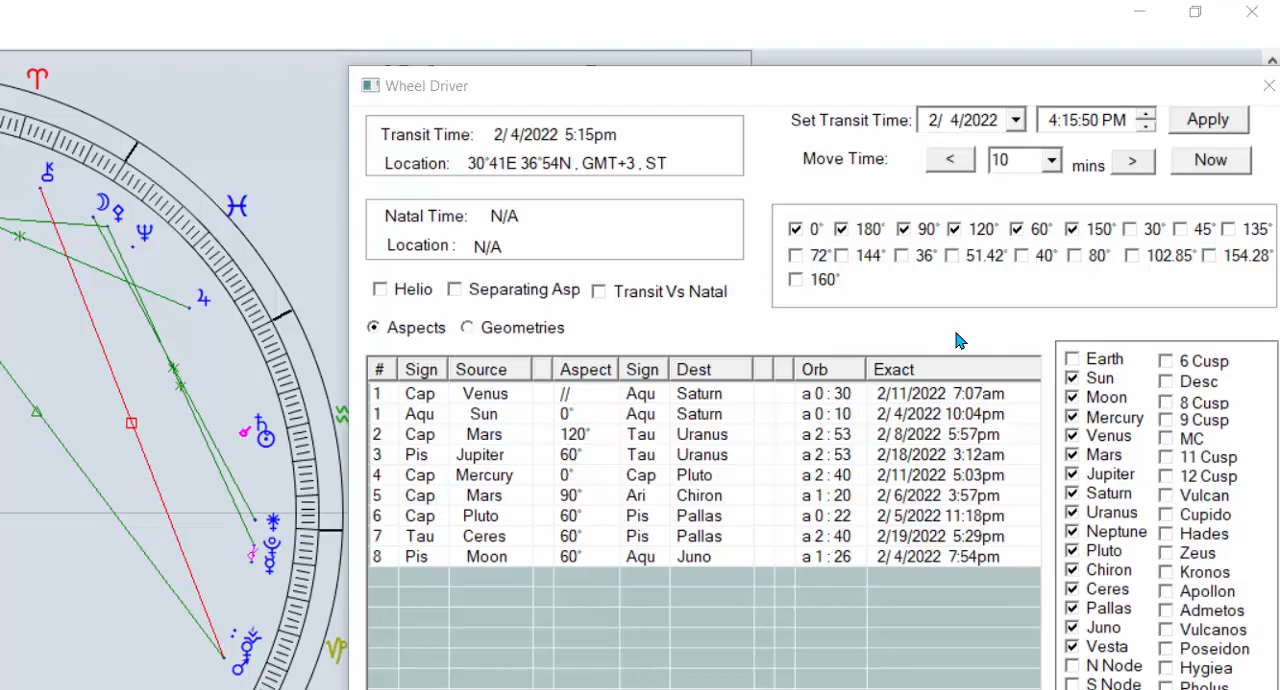 Wheel Driver
Transit Time: 2/ 4/2022 5:15pm
Location: 30°41E 36°54N , GMT+3 , ST
Set Transit Time: 2/ 4/2022 4:15:50 PM Apply
Move Time: < 10 mins > Now
Natal Time: N/A
Location : N/A
0° 180° 90° 120° 60° 150° 30° 45° 135°
72° 144° 36° 51.42° 40° 80° 102.85° 154.28°
160°
Helio Separating Asp Transit Vs Natal
Aspects Geometries
# Sign Source Aspect Sign Dest Orb Exact
1 Cap Venus // Aqu Saturn a 0 : 30 2/11/2022 7:07am
1 Aqu Sun 0° Aqu Saturn a 0 : 10 2/ 4/2022 10:04pm
2 Cap Mars 120° Tau Uranus a 2 : 53 2/ 8/2022 5:57pm
3 Pis Jupiter 60° Tau Uranus a 2 : 53 2/18/2022 3:12am
4 Cap Mercury 0° Cap Pluto a 2 : 40 2/11/2022 5:03pm
5 Cap Mars 90° Ari Chiron a 1 : 20 2/ 6/2022 3:57pm
6 Cap Pluto 60° Pis Pallas a 0 : 22 2/ 5/2022 11:18pm
7 Tau Ceres 60° Pis Pallas a 2 : 40 2/19/2022 5:29pm
8 Pis Moon 60° Aqu Juno a 1 : 26 2/ 4/2022 7:54pm
Earth
Sun
Moon
Mercury
Venus
Mars
Jupiter
Saturn
Uranus
Neptune
Pluto
Chiron
Ceres
Pallas
Juno
Vesta
N Node
S Node
6 Cusp
Desc
8 Cusp
9 Cusp
MC
11 Cusp
12 Cusp
Vulcan
Cupido
Hades
Zeus
Kronos
Apollon
Admetos
Vulcanos
Poseidon
Hygiea
Pholus